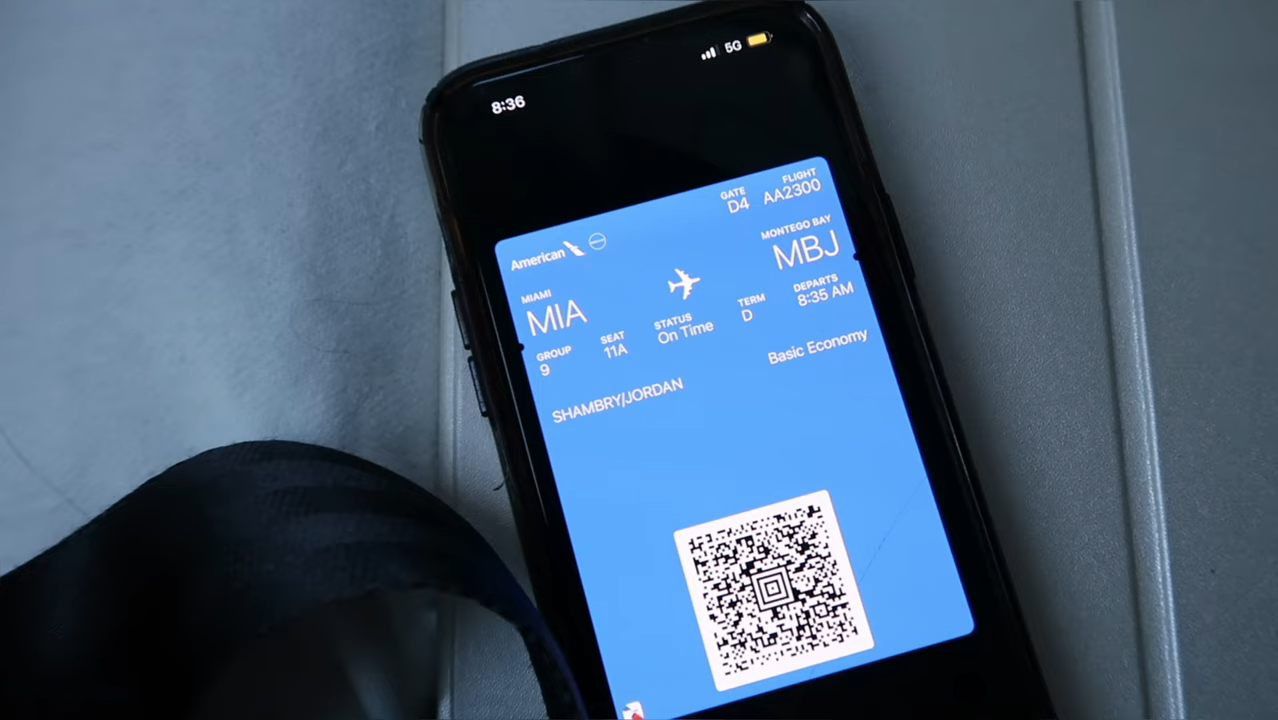 8:36
5G
American
GATE
D4
FLIGHT
AA2300
MIAMI
MIA
MONTEGO BAY
MBJ
GROUP
9
SEAT
11A
STATUS
On Time
TERM
D
DEPARTS
8:35 AM
SHAMBRY/JORDAN
Basic Economy